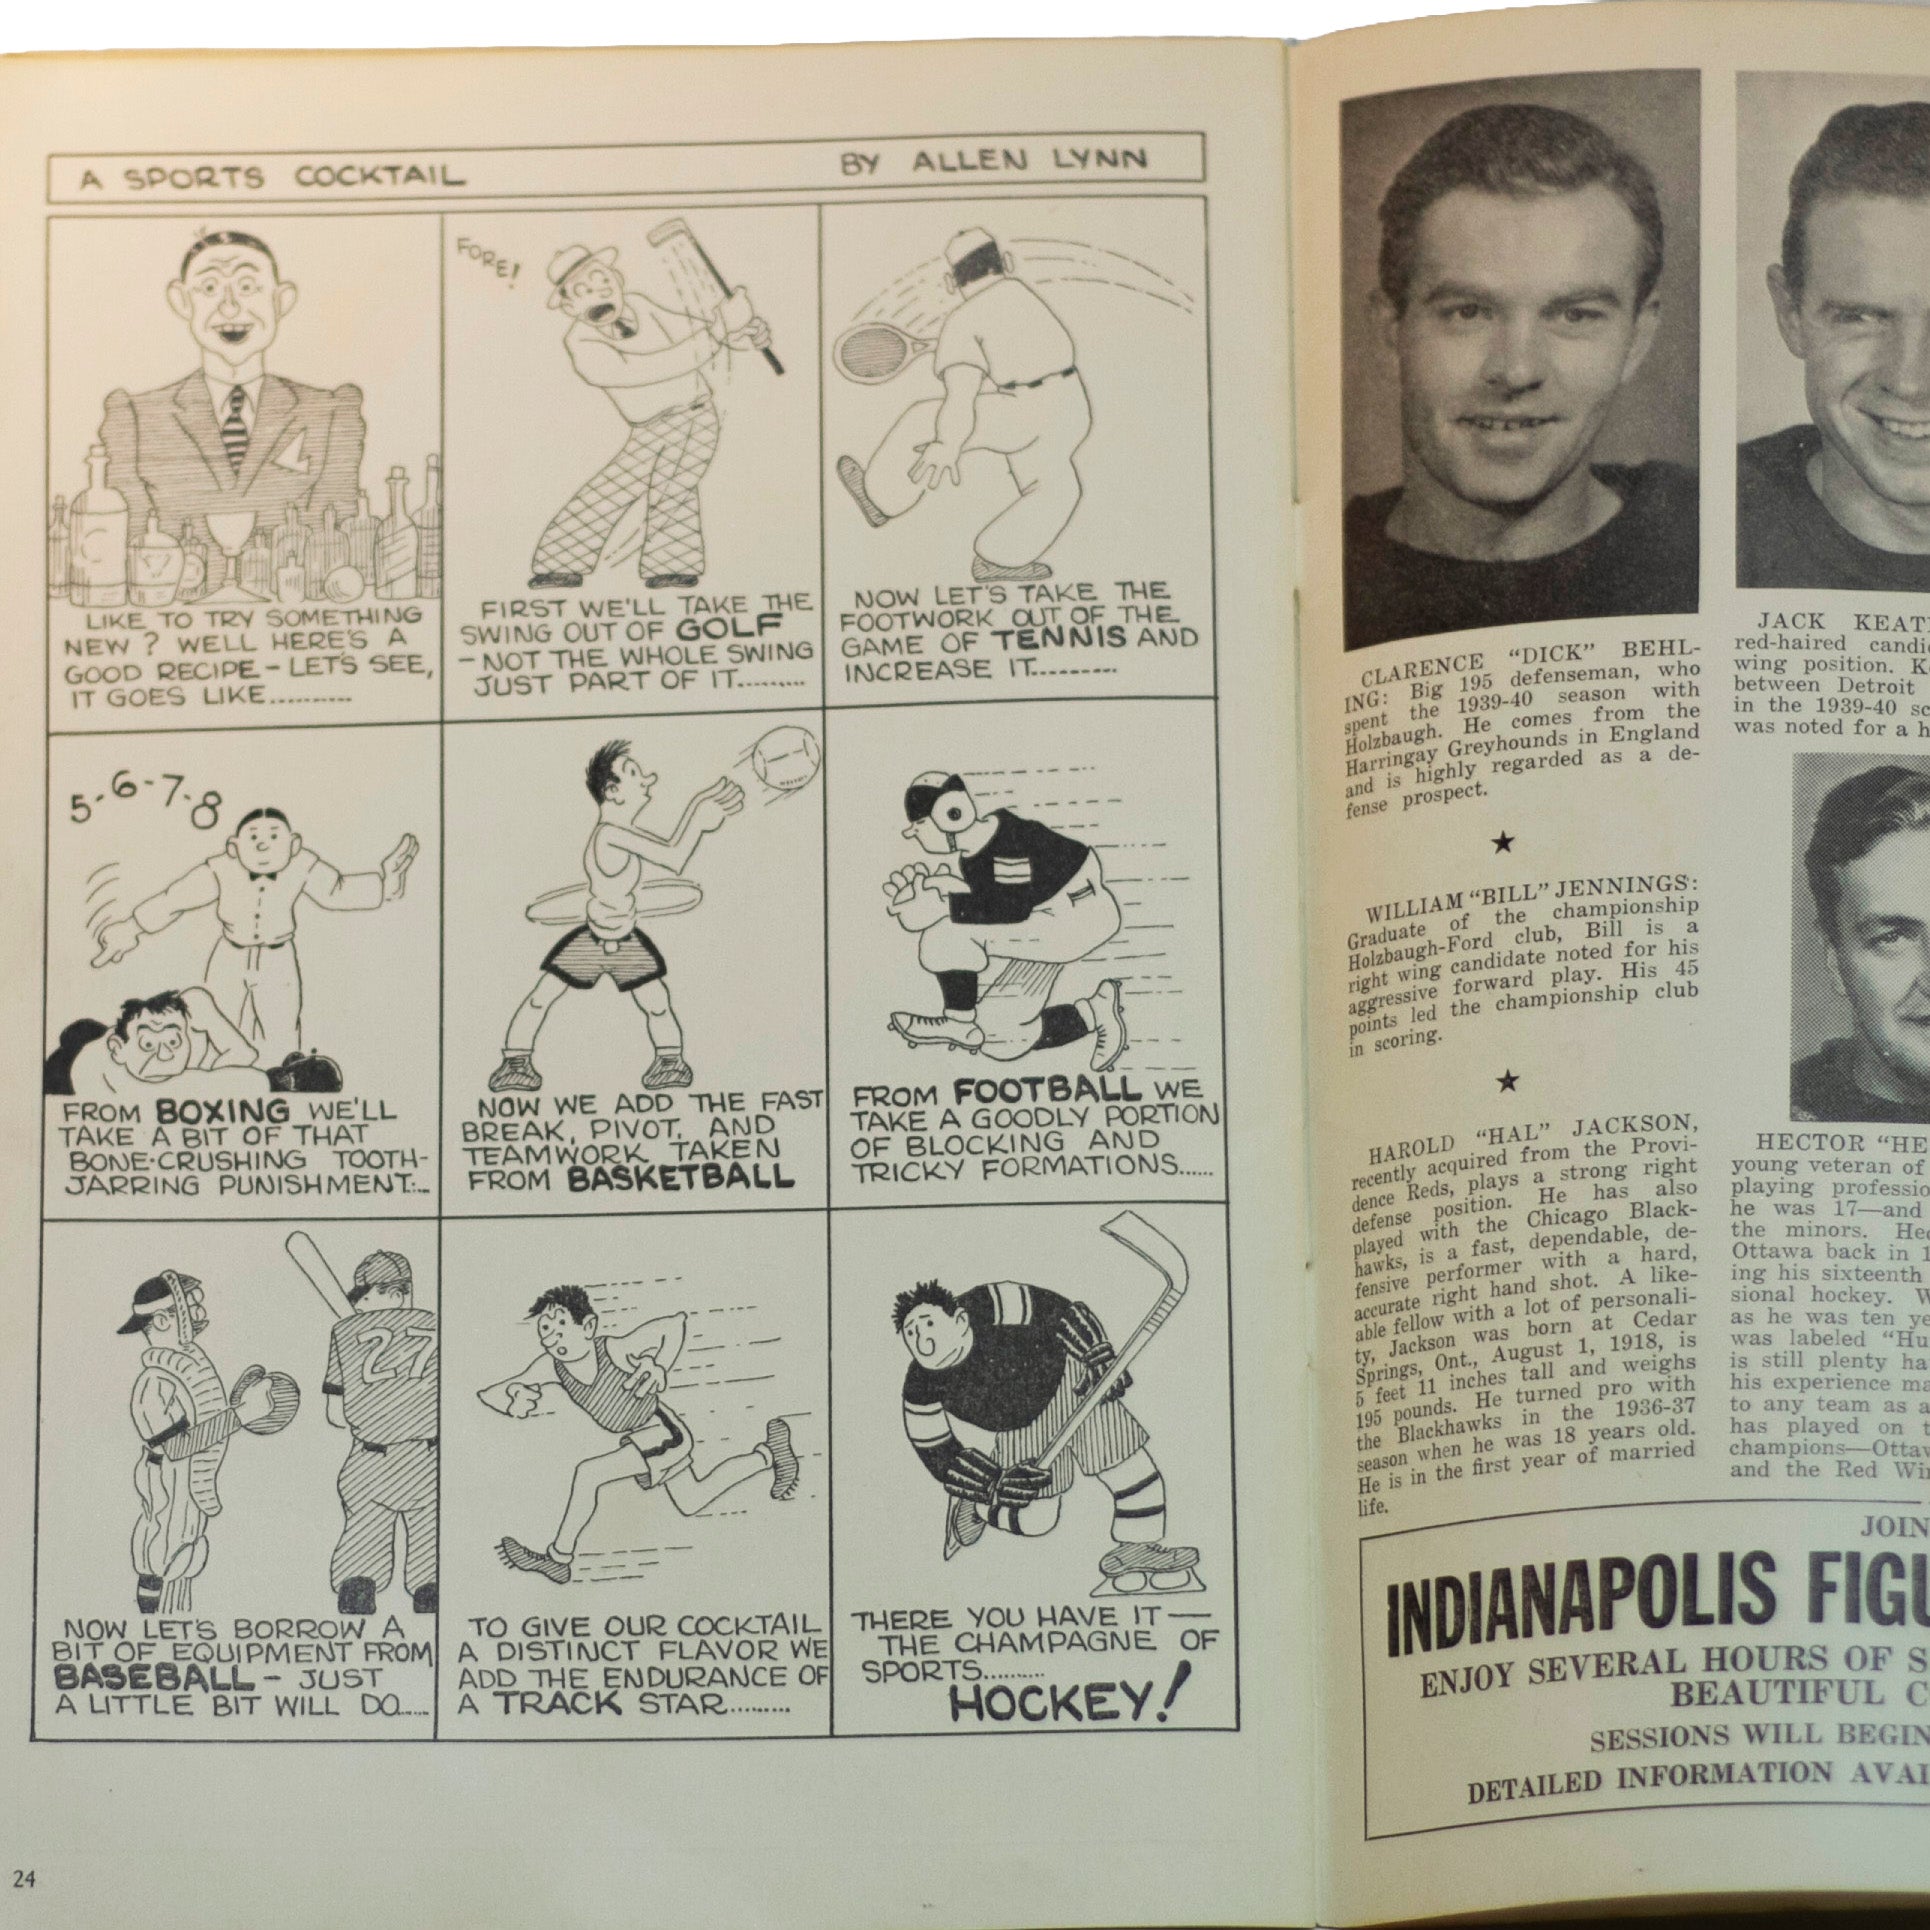 A SPORTS COCKTAIL
BY ALLEN LYNN
LIKE TO TRY SOMETHING
NEW? WELL HERE'S A
GOOD RECIPE - LET'S SEE,
IT GOES LIKE..........
FORE!
FIRST WE'LL TAKE THE
SWING OUT OF GOLF
- NOT THE WHOLE SWING
JUST PART OF IT.........
NOW LET'S TAKE THE
FOOTWORK OUT OF THE
GAME OF TENNIS AND
INCREASE IT..........
5-6-7-8
FROM BOXING WE'LL
TAKE A BIT OF THAT
BONE-CRUSHING TOOTH-
JARRING PUNISHMENT....
NOW WE ADD THE FAST
BREAK, PIVOT, AND
TEAMWORK TAKEN
FROM BASKETBALL
FROM FOOTBALL WE
TAKE A GOODLY PORTION
OF BLOCKING AND
TRICKY FORMATIONS......
27
NOW LET'S BORROW A
BIT OF EQUIPMENT FROM
BASEBALL - JUST
A LITTLE BIT WILL DO.....
TO GIVE OUR COCKTAIL
A DISTINCT FLAVOR WE
ADD THE ENDURANCE OF
A TRACK STAR.........
THERE YOU HAVE IT —
THE CHAMPAGNE OF
SPORTS..........
HOCKEY!
24
CLARENCE "DICK" BEHL-
ING: Big 195 defenseman, who
spent the 1939-40 season with
Holzbaugh. He comes from the
Harringay Greyhounds in England
and is highly regarded as a de-
fense prospect.
★
WILLIAM "BILL" JENNINGS:
Graduate of the championship
Holzbaugh-Ford club, Bill is a
right wing candidate noted for his
aggressive forward play. His 45
points led the championship club
in scoring.
★
HAROLD "HAL" JACKSON,
recently acquired from the Provi-
dence Reds, plays a strong right
defense position. He has also
played with the Chicago Black-
hawks, is a fast, dependable, de-
fensive performer with a hard,
accurate right hand shot. A like-
able fellow with a lot of personali-
ty, Jackson was born at Cedar
Springs, Ont., August 1, 1918, is
5 feet 11 inches tall and weighs
195 pounds. He turned pro with
the Blackhawks in the 1936-37
season when he was 18 years old.
He is in the first year of married
life.
JACK KEAT
red-haired candi
wing position. K
between Detroit
in the 1939-40 sc
was noted for a h
HECTOR "HE
young veteran of
playing professio
he was 17—and
the minors. Hec
Ottawa back in 1
ing his sixteenth
sional hockey. W
as he was ten ye
was labeled "Hu
is still plenty ha
his experience ma
to any team as a
has played on t
champions—Ottaw
and the Red Win
JOIN
INDIANAPOLIS FIGU
ENJOY SEVERAL HOURS OF S
BEAUTIFUL C
SESSIONS WILL BEGIN
DETAILED INFORMATION AVAI